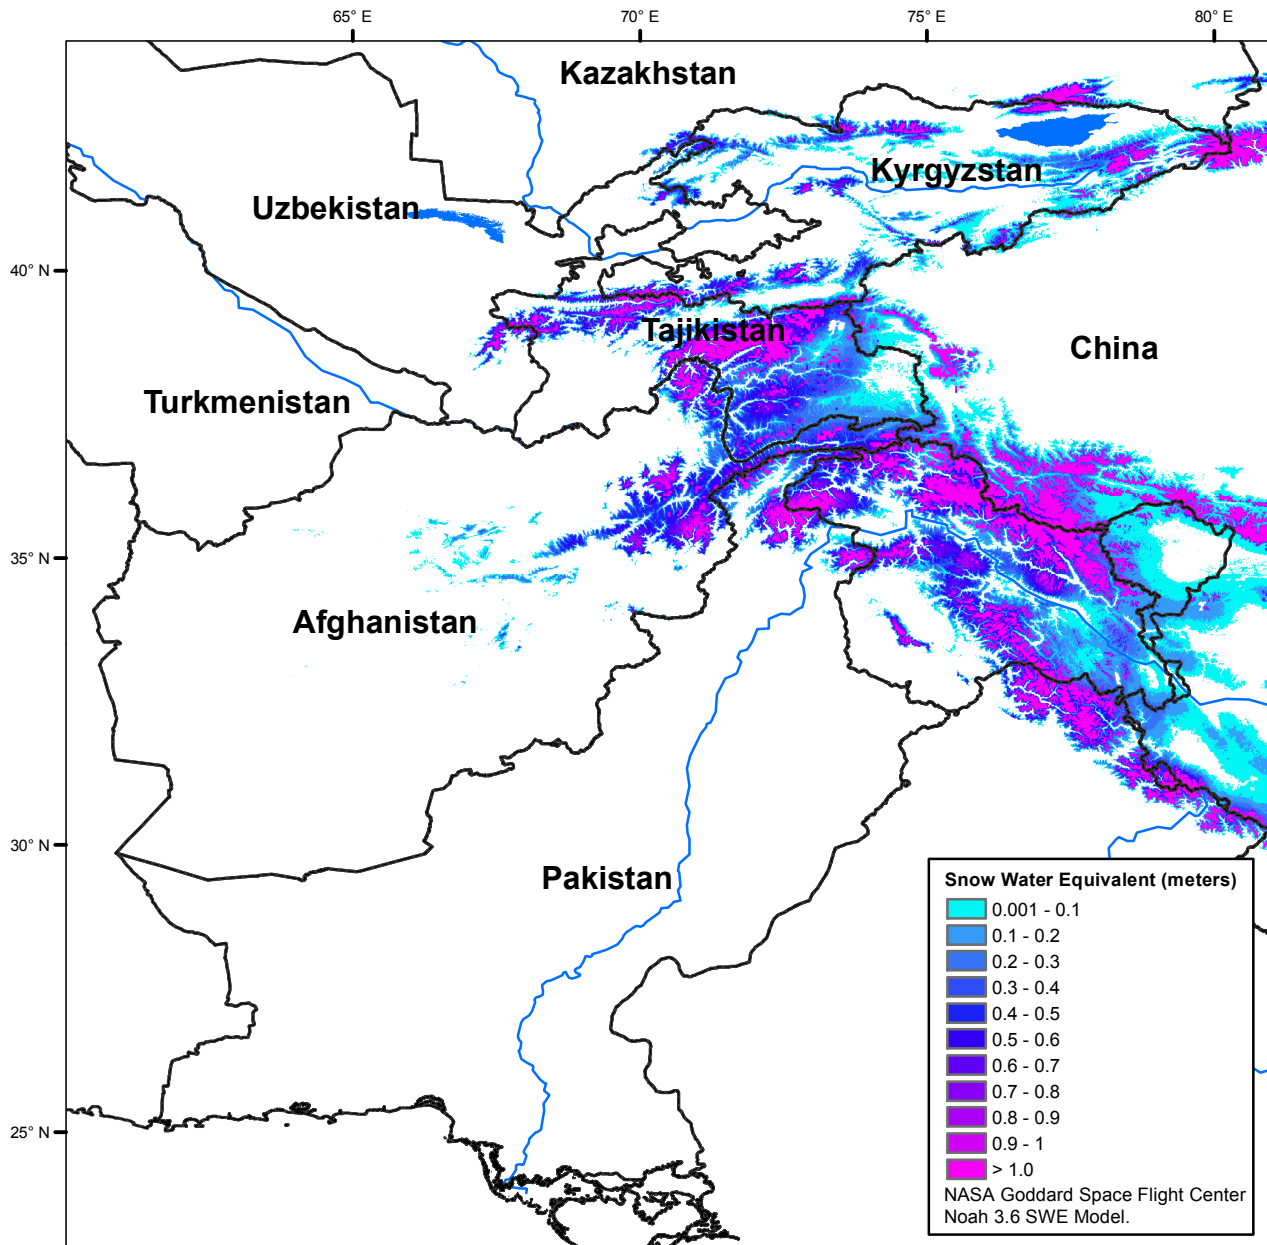 65° E
70° E
75° E
80° E
Kazakhstan
Kyrgyzstan
Uzbekistan
40° N
Tajikistan
China
Turkmenistan
35° N
Afghanistan
30° N
Pakistan
25° N
Snow Water Equivalent (meters)
0.001 - 0.1
0.1 - 0.2
0.2 - 0.3
0.3 - 0.4
0.4 - 0.5
0.5 - 0.6
0.6 - 0.7
0.7 - 0.8
0.8 - 0.9
0.9 - 1
> 1.0
NASA Goddard Space Flight Center
Noah 3.6 SWE Model.